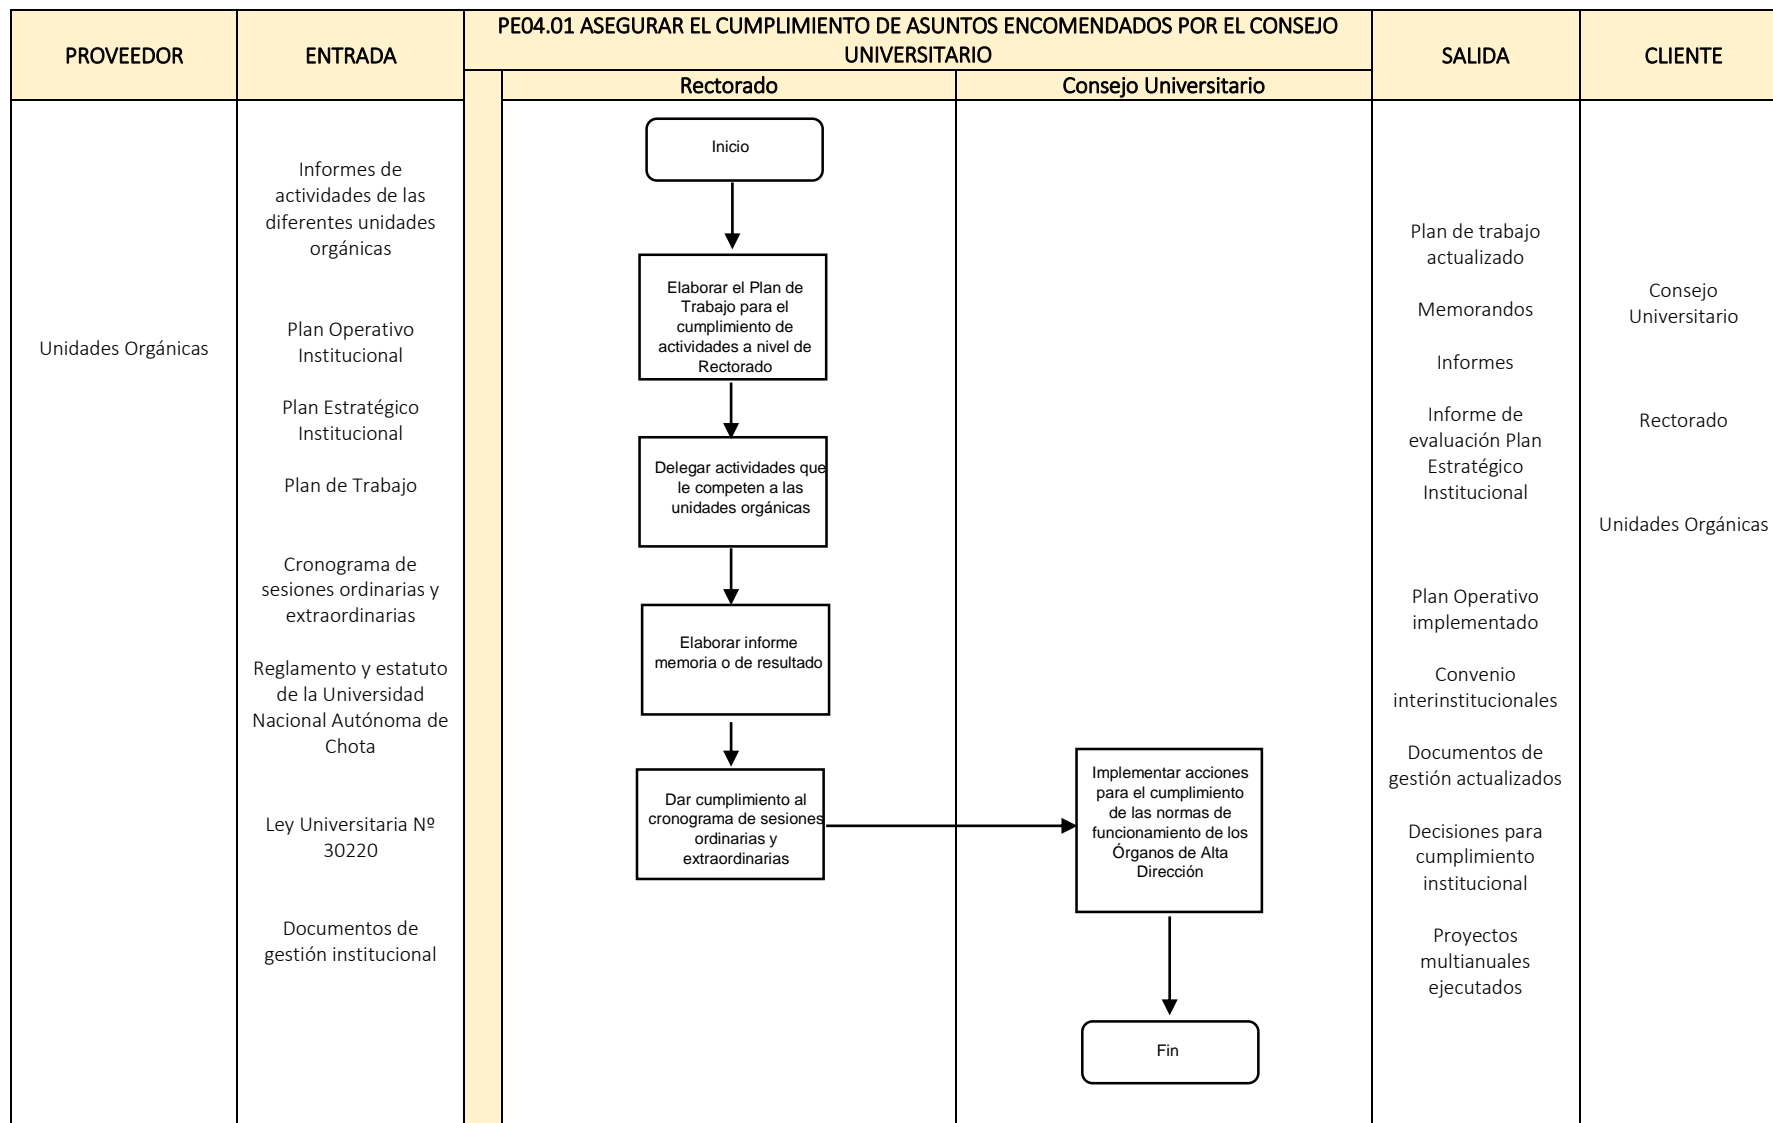 PROVEEDOR
ENTRADA
PE04.01 ASEGURAR EL CUMPLIMIENTO DE ASUNTOS ENCOMENDADOS POR EL CONSEJO
UNIVERSITARIO
SALIDA
CLIENTE
Rectorado
Consejo Universitario
Unidades Orgánicas
Informes de
actividades de las
diferentes unidades
orgánicas
Plan Operativo
Institucional
Plan Estratégico
Institucional
Plan de Trabajo
Cronograma de
sesiones ordinarias y
extraordinarias
Reglamento y estatuto
de la Universidad
Nacional Autónoma de
Chota
Ley Universitaria Nº
30220
Documentos de
gestión institucional
Inicio
Elaborar el Plan de
Trabajo para el
cumplimiento de
actividades a nivel de
Rectorado
Delegar actividades que
le competen a las
unidades orgánicas
Elaborar informe
memoria o de resultado
Dar cumplimiento al
cronograma de sesiones
ordinarias y
extraordinarias
Implementar acciones
para el cumplimiento
de las normas de
funcionamiento de los
Órganos de Alta
Dirección
Fin
Plan de trabajo
actualizado
Memorandos
Informes
Informe de
evaluación Plan
Estratégico
Institucional
Plan Operativo
implementado
Convenio
interinstitucionales
Documentos de
gestión actualizados
Decisiones para
cumplimiento
institucional
Proyectos
multianuales
ejecutados
Consejo
Universitario
Rectorado
Unidades Orgánicas